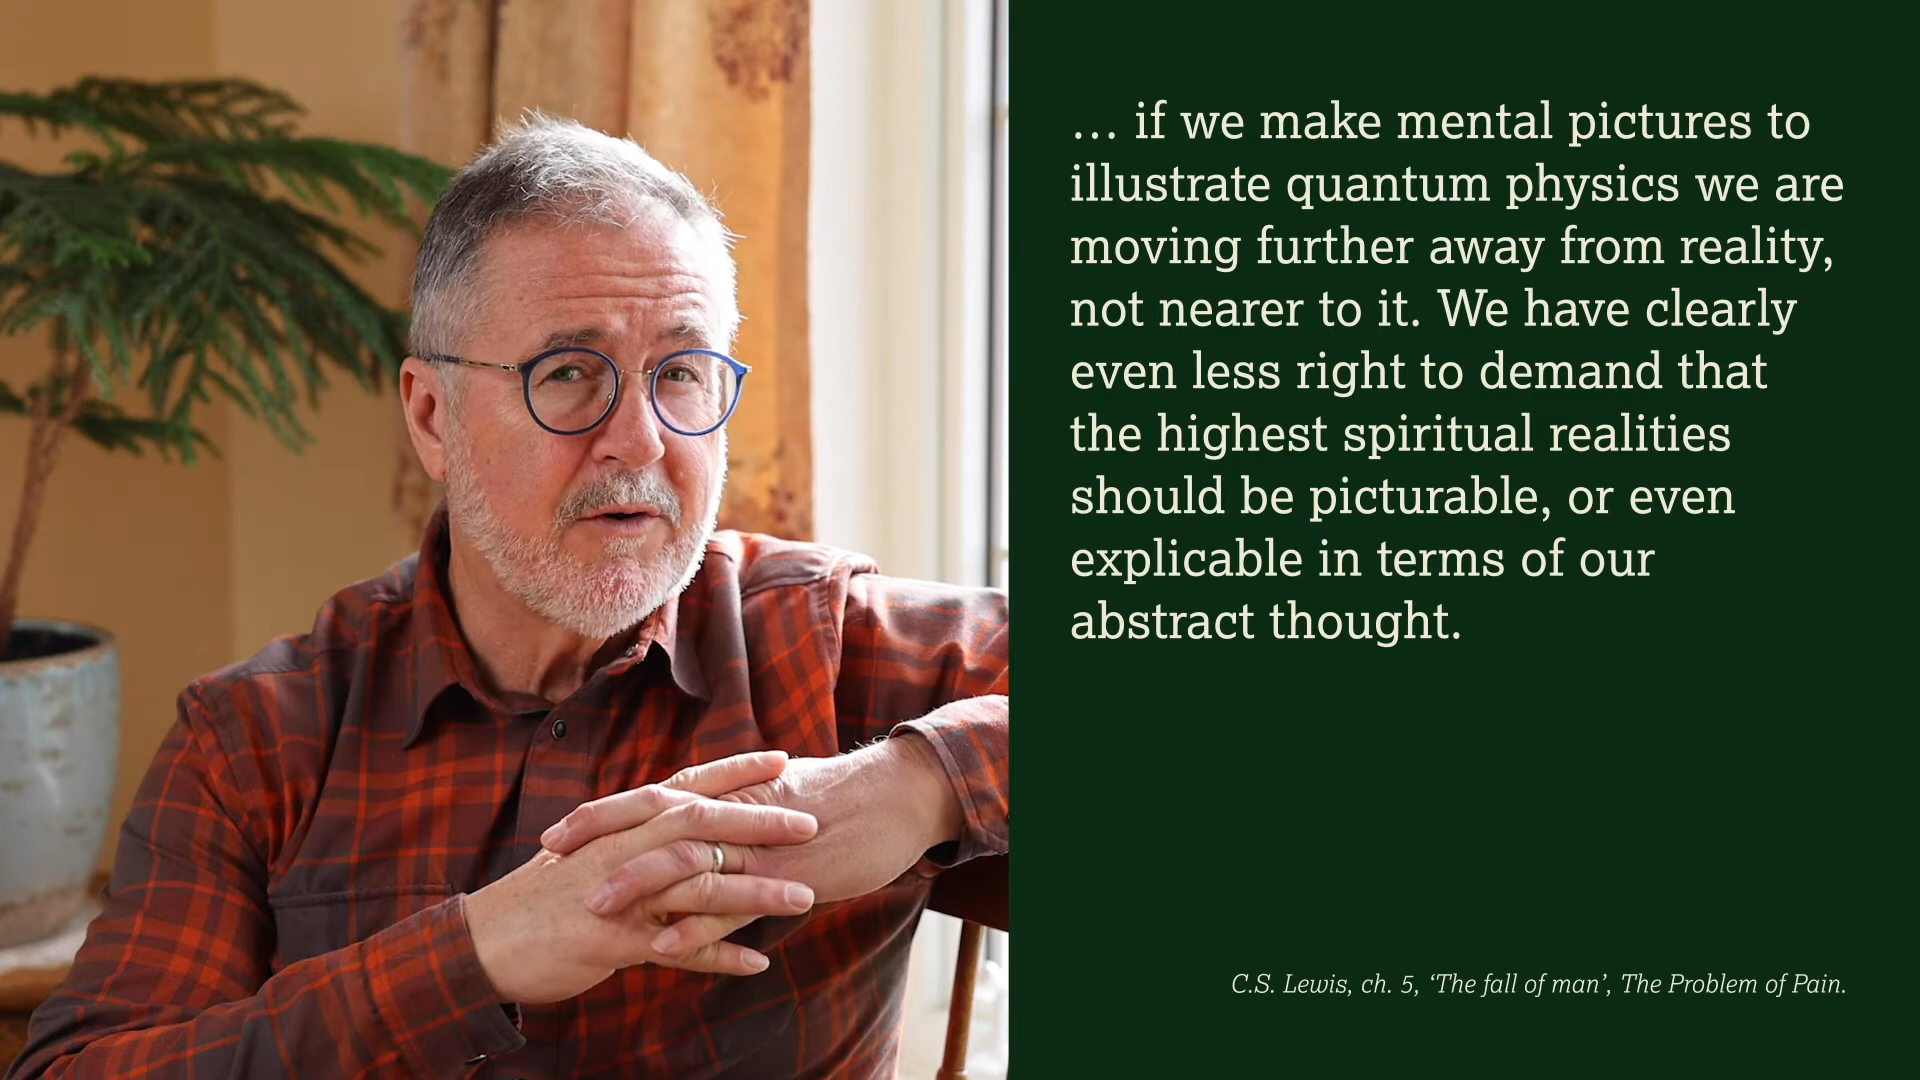 … if we make mental pictures to
illustrate quantum physics we are
moving further away from reality,
not nearer to it. We have clearly
even less right to demand that
the highest spiritual realities
should be picturable, or even
explicable in terms of our
abstract thought.
C.S. Lewis, ch. 5, ‘The fall of man’, The Problem of Pain.